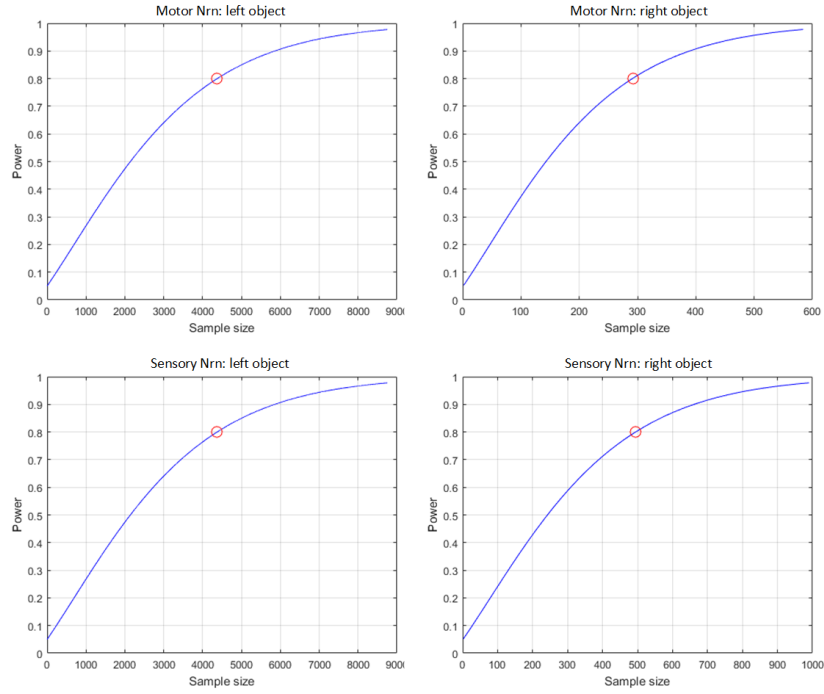 Motor Nrn: left object
1
0.9
0.8
0.7
0.6
0.5
0.4
0.3
0.2
0.1
0
Power
0 1000 2000 3000 4000 5000 6000 7000 8000 9000
Sample size
Motor Nrn: right object
1
0.9
0.8
0.7
0.6
0.5
0.4
0.3
0.2
0.1
0
Power
0 100 200 300 400 500 600
Sample size
Sensory Nrn: left object
1
0.9
0.8
0.7
0.6
0.5
0.4
0.3
0.2
0.1
0
Power
0 1000 2000 3000 4000 5000 6000 7000 8000 9000
Sample size
Sensory Nrn: right object
1
0.9
0.8
0.7
0.6
0.5
0.4
0.3
0.2
0.1
0
Power
0 100 200 300 400 500 600 700 800 900 1000
Sample size